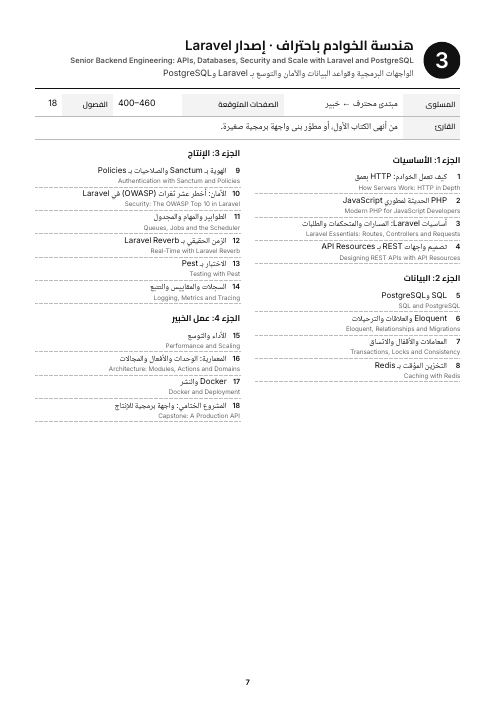 3
هندسة الخوادم باحتراف · إصدار Laravel
Senior Backend Engineering: APIs, Databases, Security and Scale with Laravel and PostgreSQL
الواجهات البرمجية وقواعد البيانات والأمان والتوسع بـ Laravel وPostgreSQL
المستوى مبتدئ محترف ← خبير الصفحات المتوقعة 400–460 الفصول 18
القارئ من أنهى الكتاب الأول، أو مطوّر بنى واجهة برمجية صغيرة.
الجزء 1: الأساسيات
1 كيف تعمل الخوادم: HTTP بعمق
How Servers Work: HTTP in Depth
2 PHP الحديثة لمطوري JavaScript
Modern PHP for JavaScript Developers
3 أساسيات Laravel: المسارات والمتحكمات والطلبات
Laravel Essentials: Routes, Controllers and Requests
4 تصميم واجهات REST بـ API Resources
Designing REST APIs with API Resources
الجزء 2: البيانات
5 SQL وPostgreSQL
SQL and PostgreSQL
6 Eloquent والعلاقات والترحيلات
Eloquent, Relationships and Migrations
7 المعاملات والأقفال والاتساق
Transactions, Locks and Consistency
8 التخزين المؤقت بـ Redis
Caching with Redis
الجزء 3: الإنتاج
9 الهوية بـ Sanctum والصلاحيات بـ Policies
Authentication with Sanctum and Policies
10 الأمان: أخطر عشر ثغرات (OWASP) في Laravel
Security: The OWASP Top 10 in Laravel
11 الطوابير والمهام والمجدول
Queues, Jobs and the Scheduler
12 الزمن الحقيقي بـ Laravel Reverb
Real-Time with Laravel Reverb
13 الاختبار بـ Pest
Testing with Pest
14 السجلات والمقاييس والتتبع
Logging, Metrics and Tracing
الجزء 4: عمل الخبير
15 الأداء والتوسع
Performance and Scaling
16 المعمارية: الوحدات والأفعال والمجالات
Architecture: Modules, Actions and Domains
17 Docker والنشر
Docker and Deployment
18 المشروع الختامي: واجهة برمجية للإنتاج
Capstone: A Production API
7